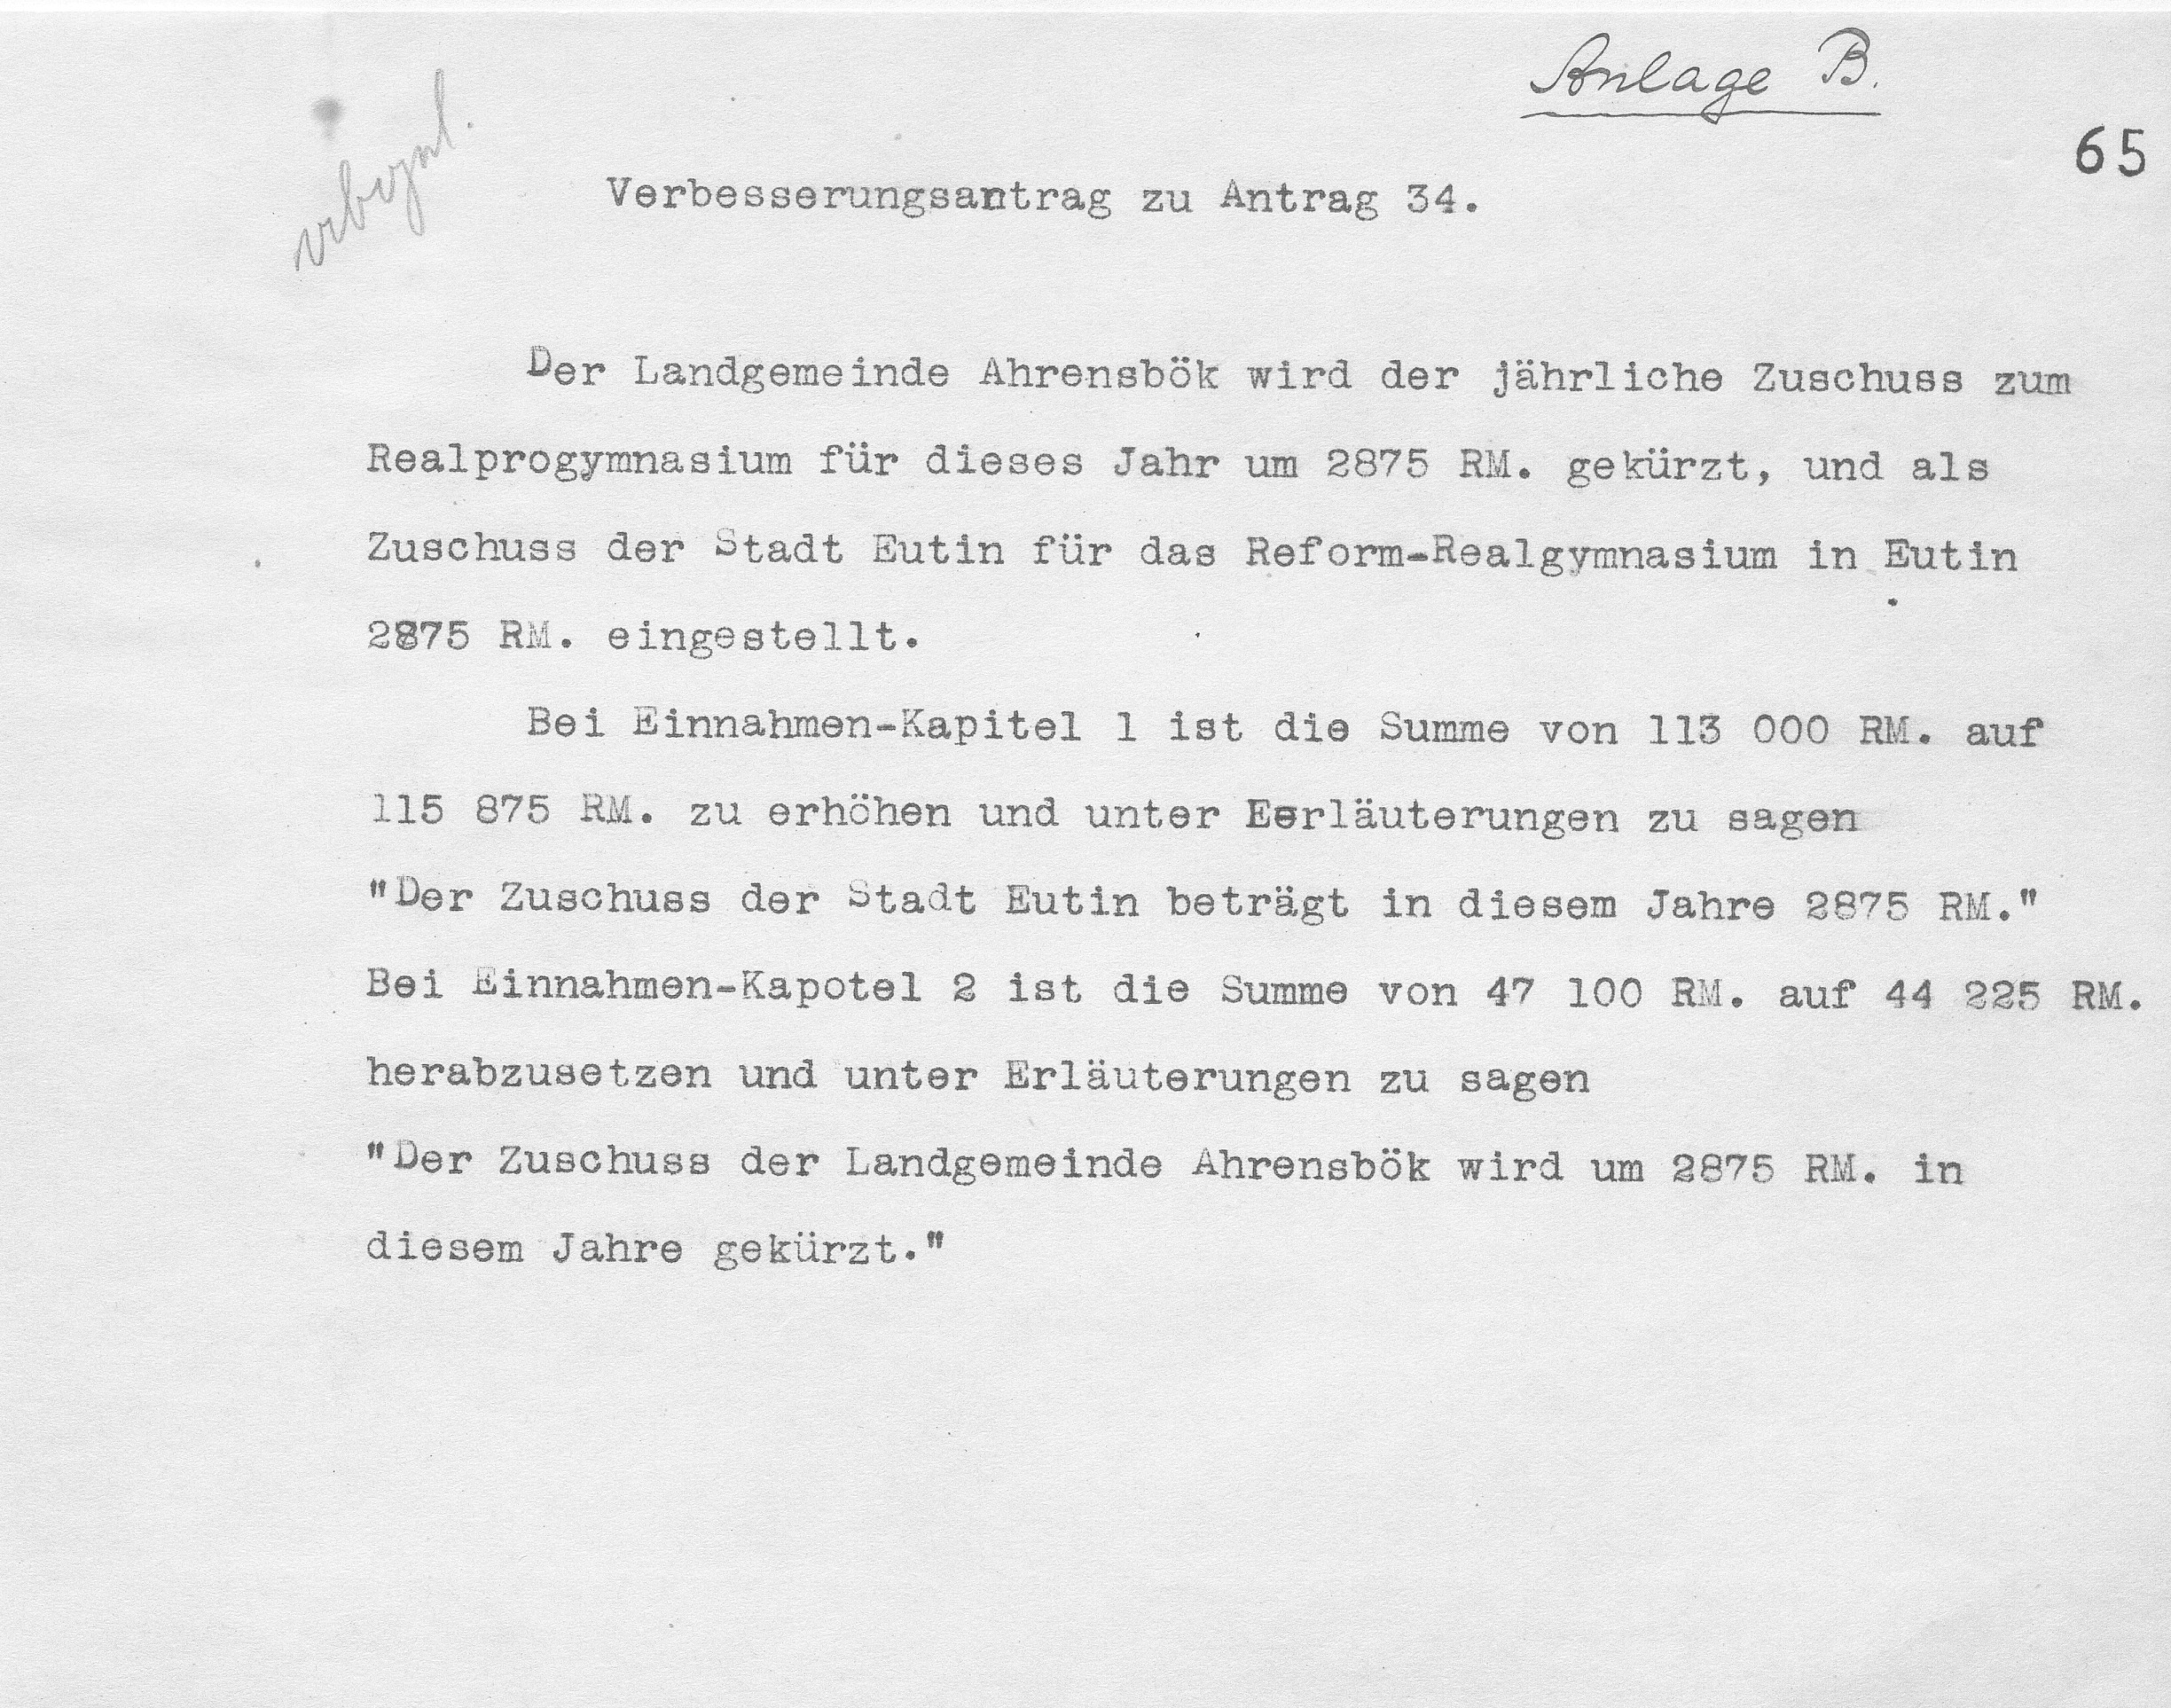 Anlage B.
65
Verbesserungsantrag zu Antrag 34.
Der Landgemeinde Ahrensbök wird der jährliche Zuschuss zum
Realprogymnasium für dieses Jahr um 2875 RM. gekürzt, und als
Zuschuss der Stadt Eutin für das Reform-Realgymnasium in Eutin
2875 RM. eingestellt.
Bei Einnahmen-Kapitel 1 ist die Summe von 113 000 RM. auf
115 875 RM. zu erhöhen und unter Eerläuterungen zu sagen
"Der Zuschuss der Stadt Eutin beträgt in diesem Jahre 2875 RM."
Bei Einnahmen-Kapotel 2 ist die Summe von 47 100 RM. auf 44 225 RM.
herabzusetzen und unter Erläuterungen zu sagen
"Der Zuschuss der Landgemeinde Ahrensbök wird um 2875 RM. in
diesem Jahre gekürzt."